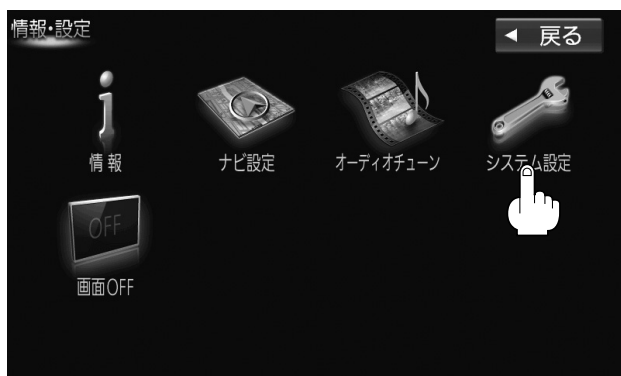 情報・設定
◀ 戻る
情報
ナビ設定
オーディオチューン
システム設定
OFF
画面OFF